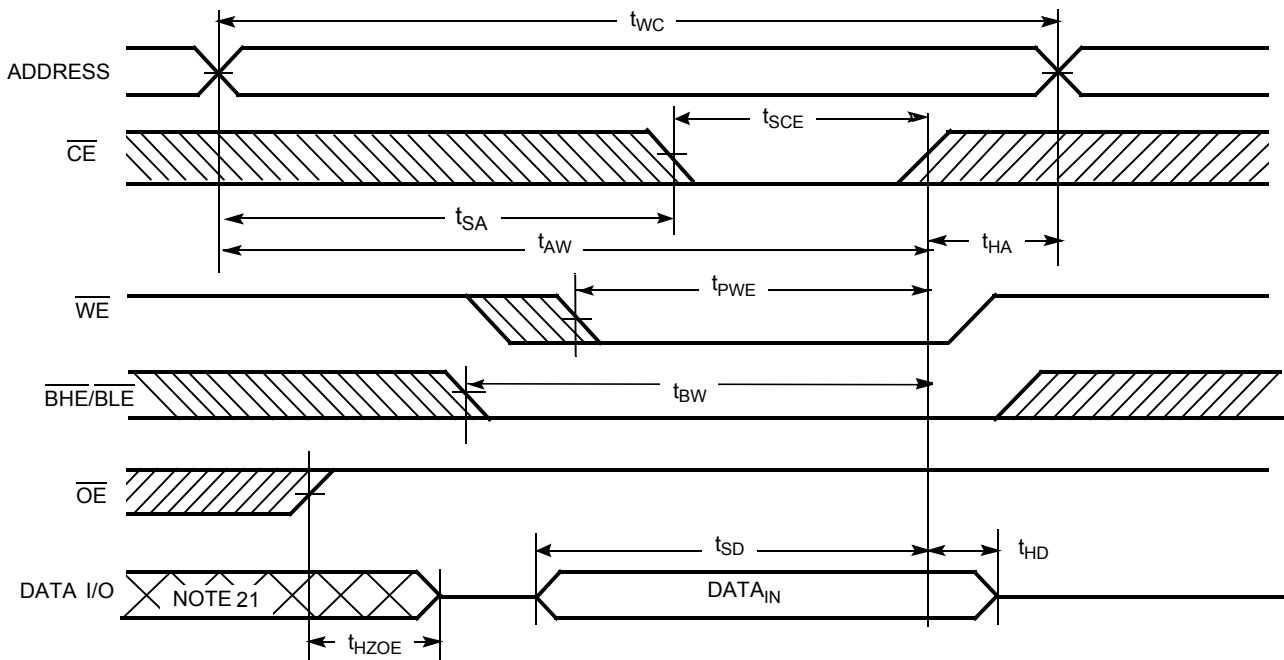 tWC
ADDRESS
tSCE
CE
tSA
tAW
tHA
tPWE
WE
BHE/BLE
tBW
OE
tSD
tHD
DATA I/O
NOTE 21
DATAIN
tHZOE